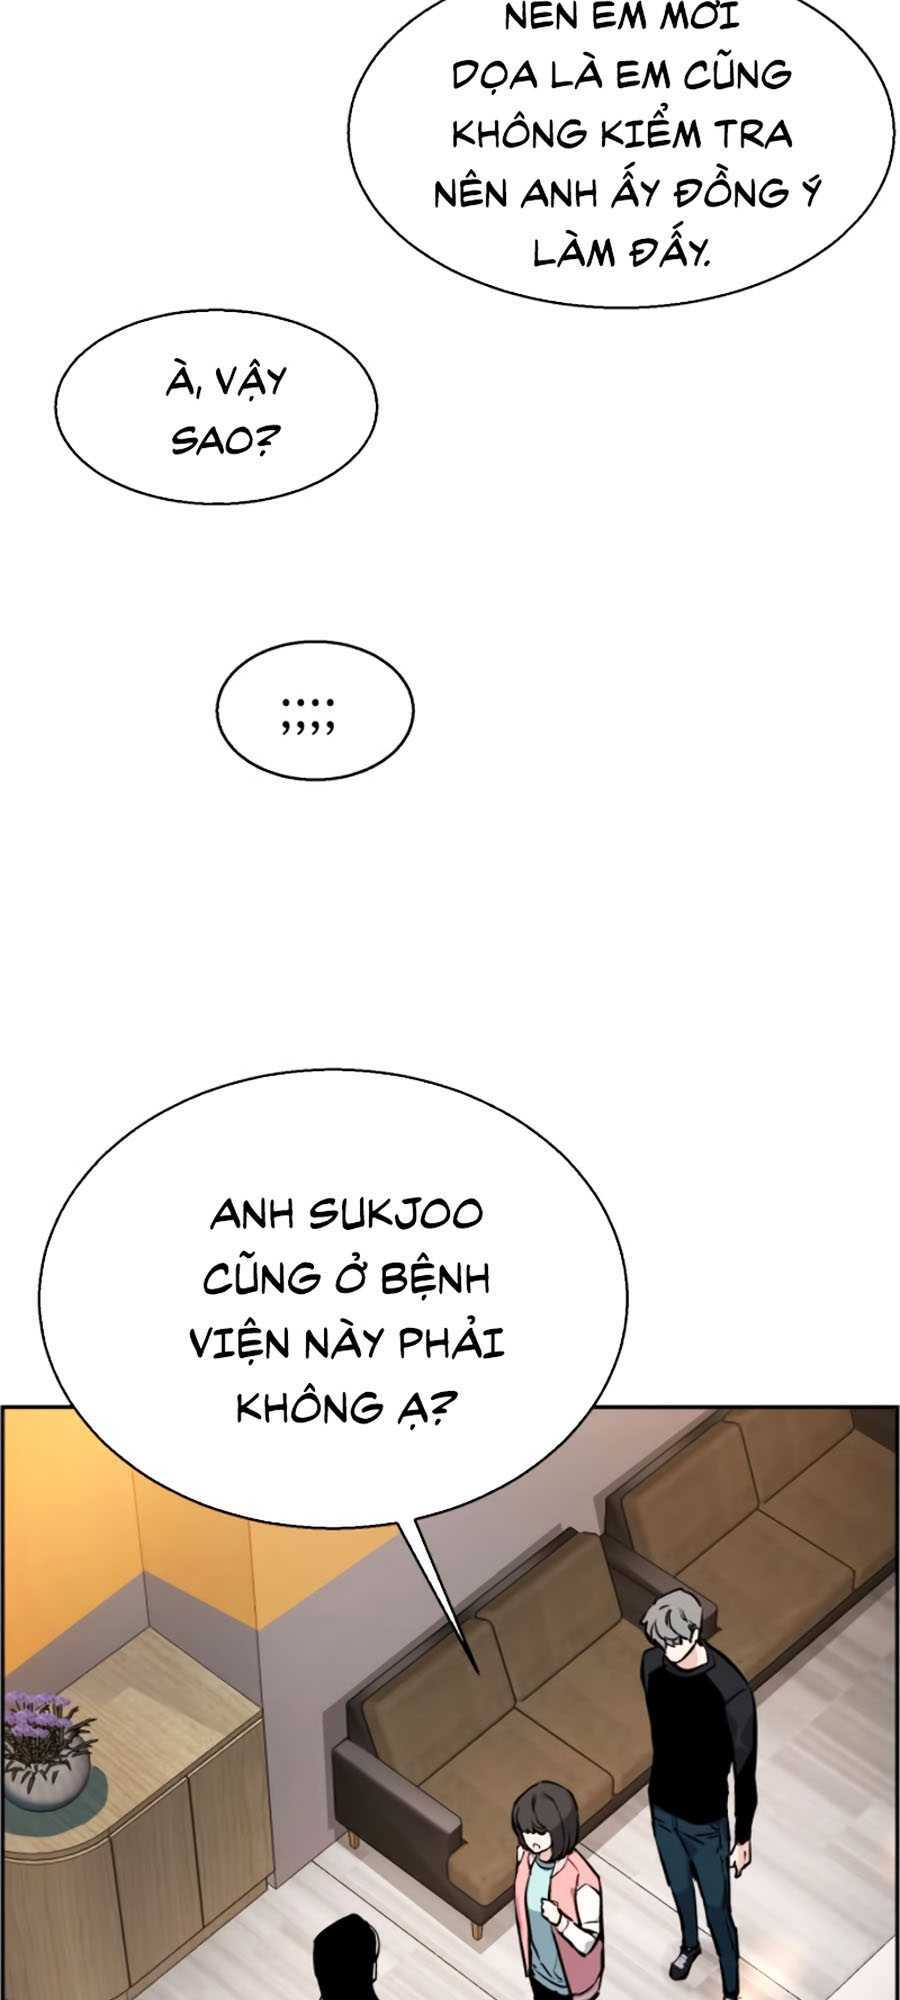 NÊN EM MỚI
DỌA LÀ EM CŨNG
KHÔNG KIỂM TRA
NÊN ANH ẤY ĐỒNG Ý
LÀM ĐẤY.
À, VẬY
SAO?
;;;;
ANH SUKJOO
CŨNG Ở BỆNH
VIỆN NÀY PHẢI
KHÔNG Ạ?